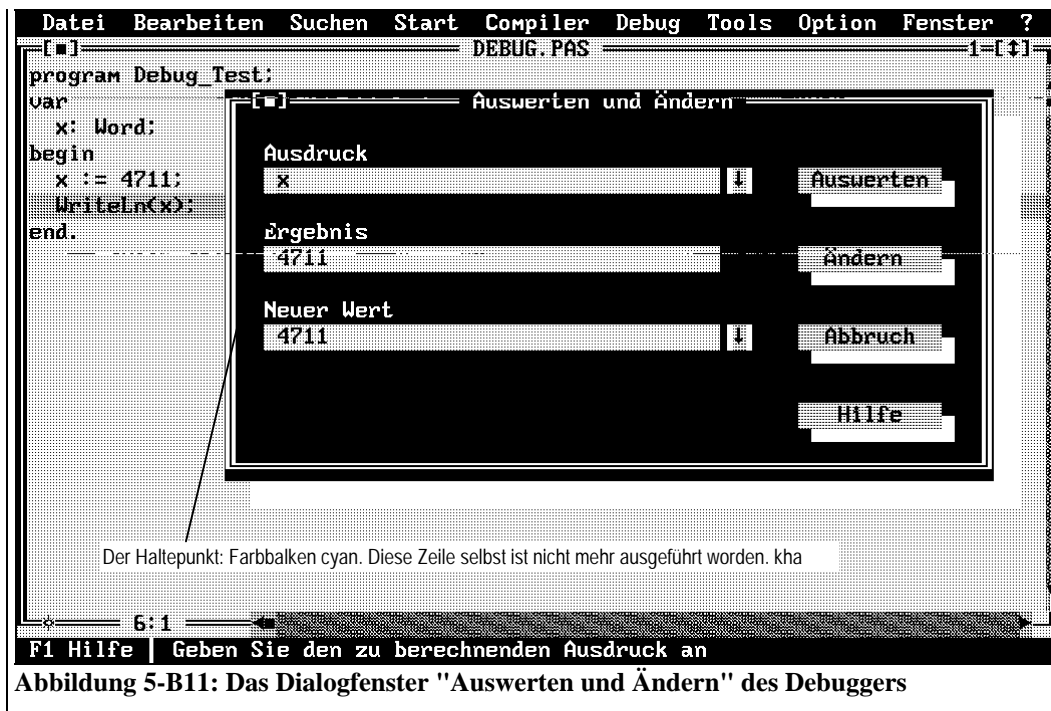 Datei Bearbeiten Suchen Start Compiler Debug Tools Option Fenster ?
[■] DEBUG.PAS 1=[↕]
program Debug_Test;
var
x: Word;
begin
x := 4711;
WriteLn(x);
end.
[■] Auswerten und Ändern
Ausdruck
x ↓ Auswerten
Ergebnis
4711 Ändern
Neuer Wert
4711 ↓ Abbruch
Hilfe
Der Haltepunkt: Farbbalken cyan. Diese Zeile selbst ist nicht mehr ausgeführt worden. kha
6:1
F1 Hilfe | Geben Sie den zu berechnenden Ausdruck an
Abbildung 5-B11: Das Dialogfenster "Auswerten und Ändern" des Debuggers